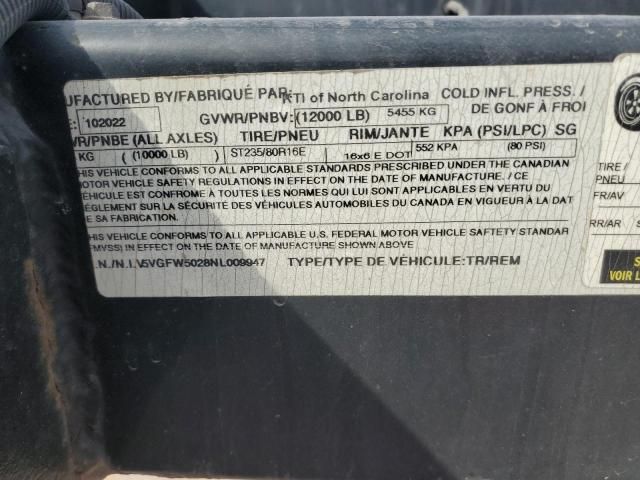 UFACTURED BY/FABRIQUÉ PAR: KTI of North Carolina COLD INFL. PRESS. /
E: 102022 GVWR/PNBV: (12000 LB) 5455 KG DE GONFÀ FROI
VR/PNBE (ALL AXLES) TIRE/PNEU RIM/JANTE KPA (PSI/LPC) SG
KG ( (10000 LB) ST235/80R16E 16x6 E DOT 552 KPA (80 PSI)
HIS VEHICLE CONFORMS TO ALL APPLICABLE STANDARDS PRESCRIBED UNDER THE CANADIAN
OTOR VEHICLE SAFETY REGULATIONS IN EFFECT ON THE DATE OF MANUFACTURE. / CE
ÉHICULE EST CONFORME À TOUTES LES NORMES QUI LUI SONT APPLICABLES EN VERTU DU
ÉGLEMENT SUR LA SÉCURITÉ DES VÉHICULES AUTOMOBILES DU CANADA EN VIGUEUR À LA DAT
E SA FABRICATION.
HIS VEHICLE CONFORMS TO ALL APPLICABLE U.S. FEDERAL MOTOR VEHICLE SAFETY STANDAR
FMVSS) IN EFFECT ON THE DATE OF MANUFACTURE SHOWN ABOVE
.N./N.I.V 5VGFW5028NL009947 TYPE/TYPE DE VÉHICULE: TR/REM
TIRE /
PNEU
FR/AV
RR/AR
S
VOIR L